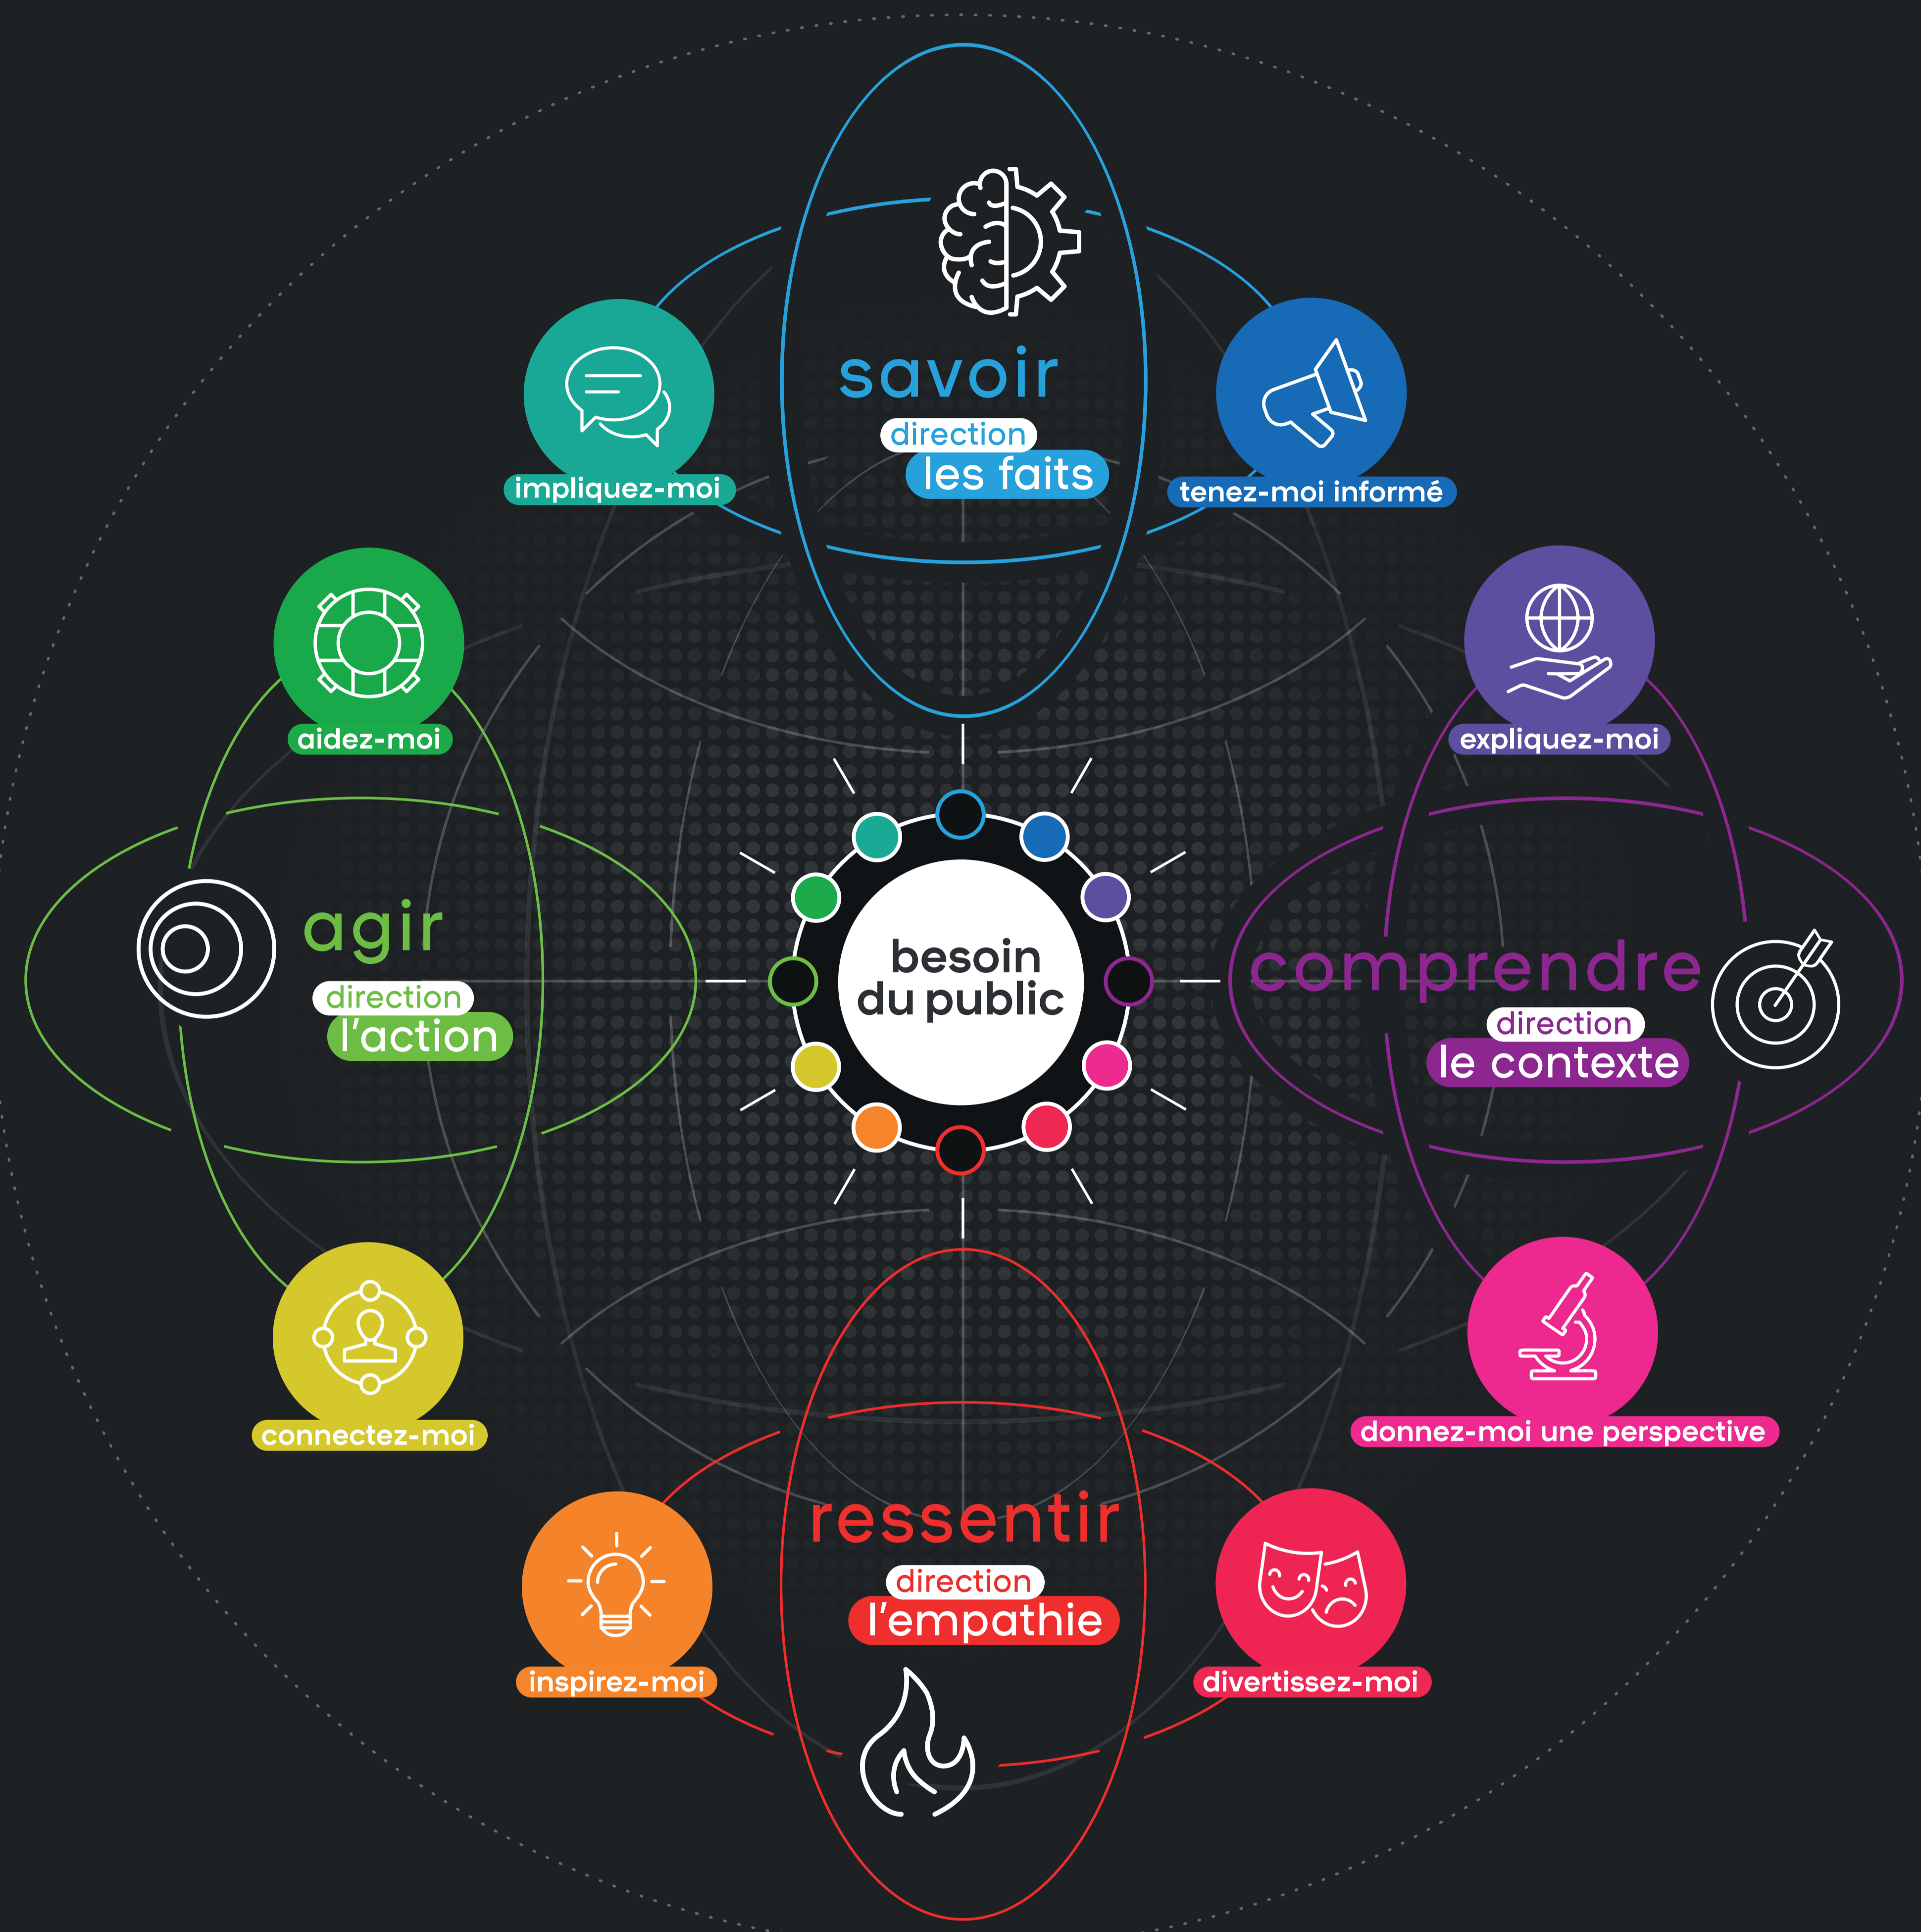 savoir
direction
les faits
impliquez-moi
tenez-moi informé
aidez-moi
expliquez-moi
agir
direction
l'action
besoin
du public
comprendre
direction
le contexte
connectez-moi
donnez-moi une perspective
ressentir
direction
l'empathie
inspirez-moi
divertissez-moi